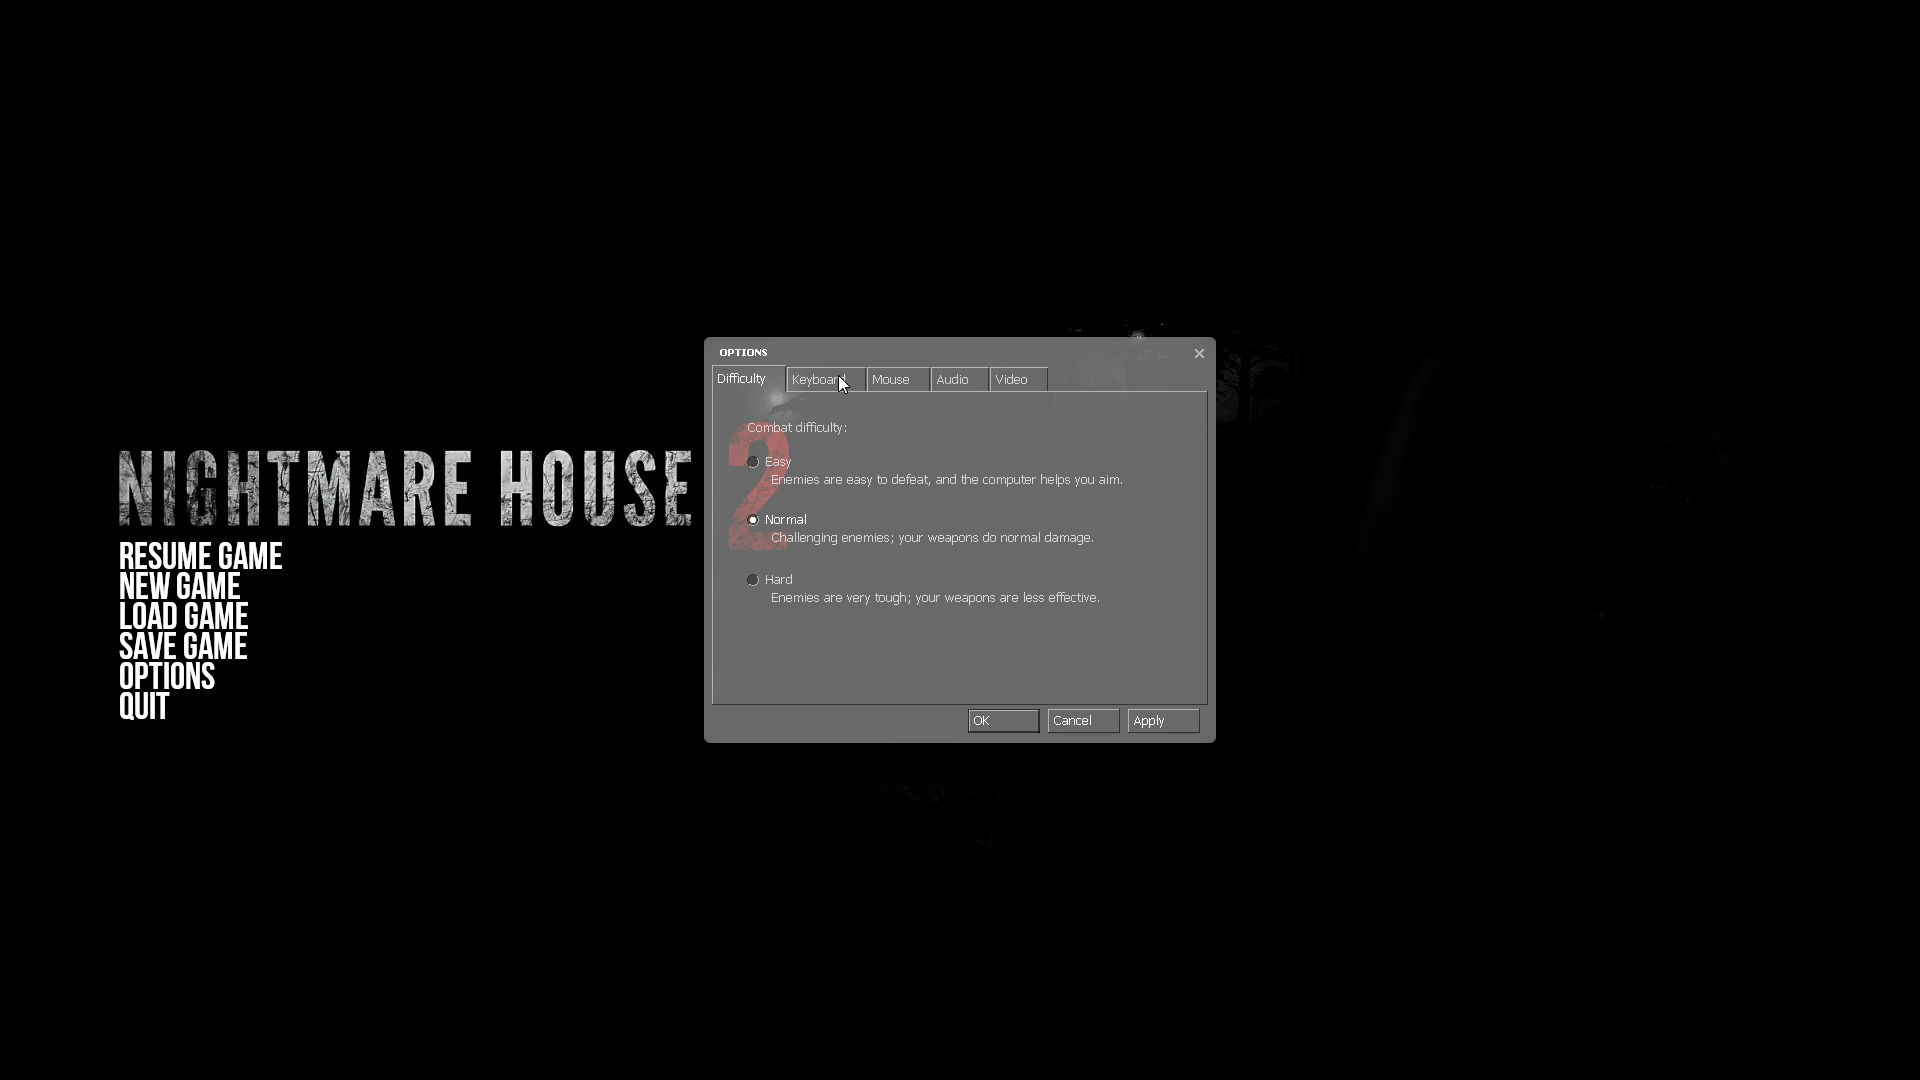 OPTIONS
Difficulty Keyboard Mouse Audio Video
Combat difficulty:
Easy
Enemies are easy to defeat, and the computer helps you aim.
Normal
Challenging enemies; your weapons do normal damage.
Hard
Enemies are very tough; your weapons are less effective.
OK Cancel Apply
NIGHTMARE HOUSE 2
RESUME GAME
NEW GAME
LOAD GAME
SAVE GAME
OPTIONS
QUIT